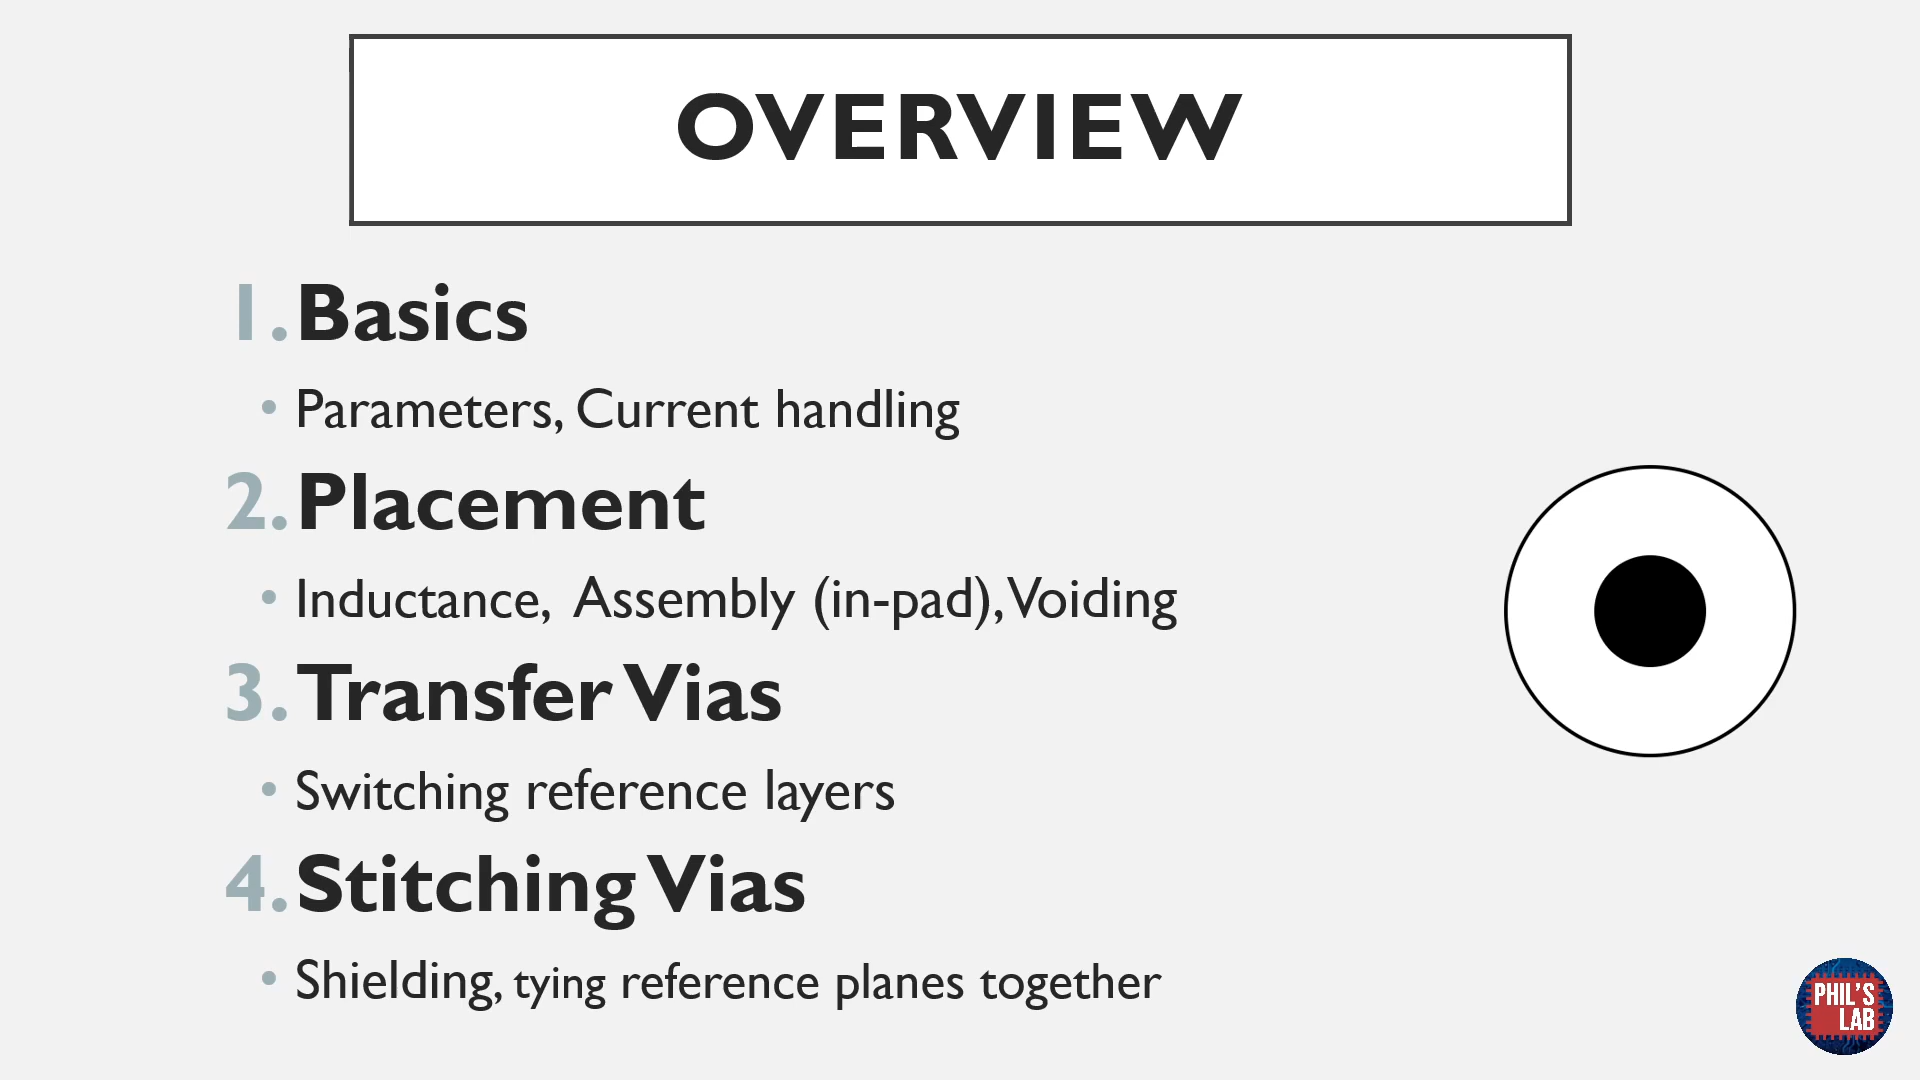 OVERVIEW
1. Basics
• Parameters, Current handling
2. Placement
• Inductance, Assembly (in-pad), Voiding
3. Transfer Vias
• Switching reference layers
4. Stitching Vias
• Shielding, tying reference planes together
PHIL'S
LAB